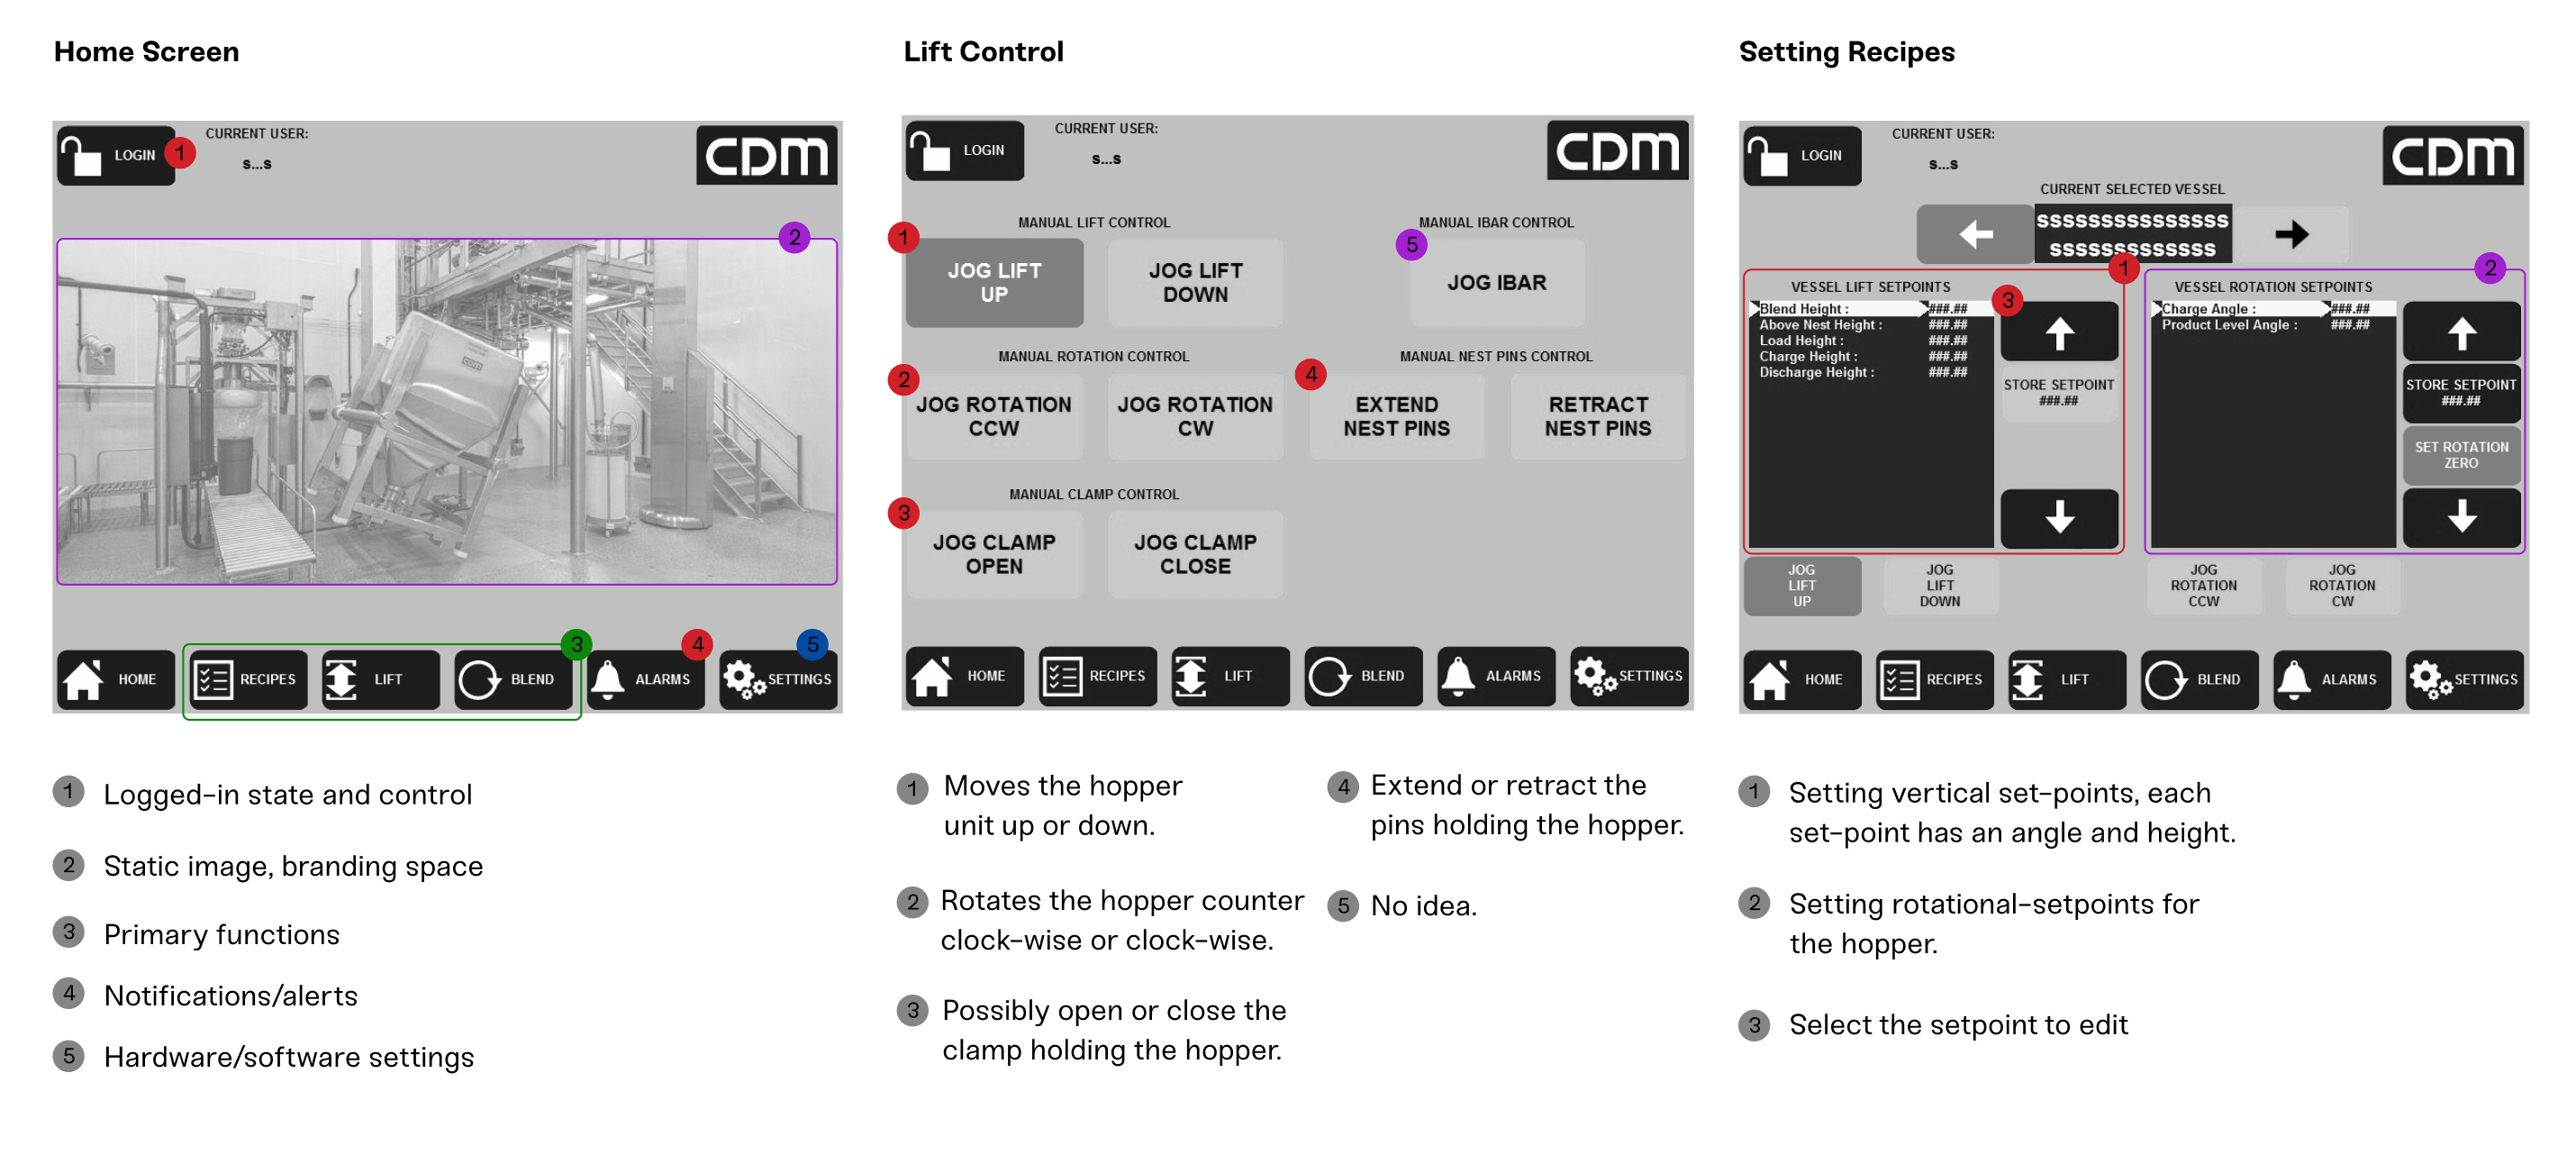 Home Screen
LOGIN
1
CURRENT USER:
s...s
CDM
2
3
4
5
HOME
RECIPES
LIFT
BLEND
ALARMS
SETTINGS
1 Logged-in state and control
2 Static image, branding space
3 Primary functions
4 Notifications/alerts
5 Hardware/software settings
Lift Control
LOGIN
CURRENT USER:
s...s
CDM
MANUAL LIFT CONTROL
1
JOG LIFT
UP
JOG LIFT
DOWN
MANUAL IBAR CONTROL
5
JOG IBAR
MANUAL ROTATION CONTROL
2
JOG ROTATION
CCW
JOG ROTATION
CW
MANUAL NEST PINS CONTROL
4
EXTEND
NEST PINS
RETRACT
NEST PINS
MANUAL CLAMP CONTROL
3
JOG CLAMP
OPEN
JOG CLAMP
CLOSE
HOME
RECIPES
LIFT
BLEND
ALARMS
SETTINGS
1 Moves the hopper
unit up or down.
2 Rotates the hopper counter
clock-wise or clock-wise.
3 Possibly open or close the
clamp holding the hopper.
4 Extend or retract the
pins holding the hopper.
5 No idea.
Setting Recipes
LOGIN
CURRENT USER:
s...s
CDM
CURRENT SELECTED VESSEL
sssssssssssssss
sssssssssssss
1
VESSEL LIFT SETPOINTS
Blend Height : ###.##
Above Nest Height : ###.##
Load Height : ###.##
Charge Height : ###.##
Discharge Height : ###.##
3
STORE SETPOINT
###.##
2
VESSEL ROTATION SETPOINTS
Charge Angle : ###.##
Product Level Angle : ###.##
STORE SETPOINT
###.##
SET ROTATION
ZERO
JOG
LIFT
UP
JOG
LIFT
DOWN
JOG
ROTATION
CCW
JOG
ROTATION
CW
HOME
RECIPES
LIFT
BLEND
ALARMS
SETTINGS
1 Setting vertical set-points, each
set-point has an angle and height.
2 Setting rotational-setpoints for
the hopper.
3 Select the setpoint to edit